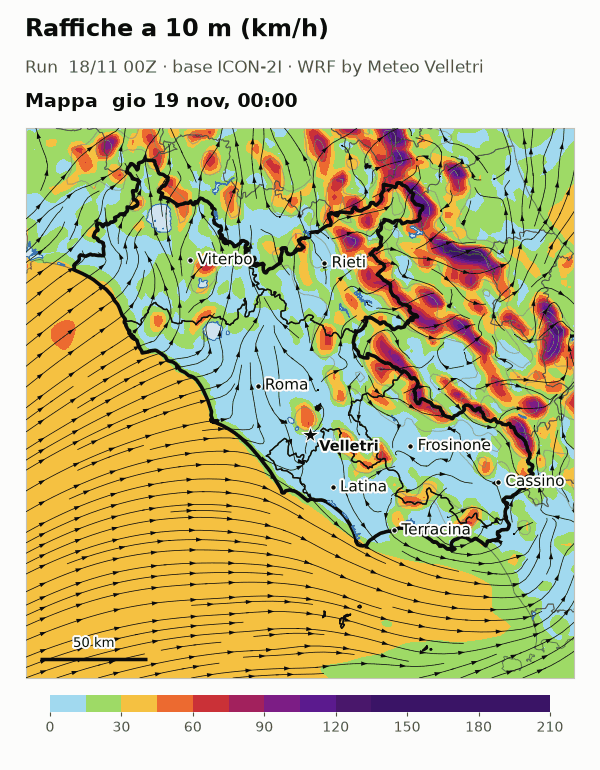 Raffiche a 10 m (km/h)
Run 18/11 00Z · base ICON-2I · WRF by Meteo Velletri
Mappa gio 19 nov, 00:00
Viterbo
Rieti
Roma
Velletri
Frosinone
Latina
Cassino
Terracina
50 km
0 30 60 90 120 150 180 210